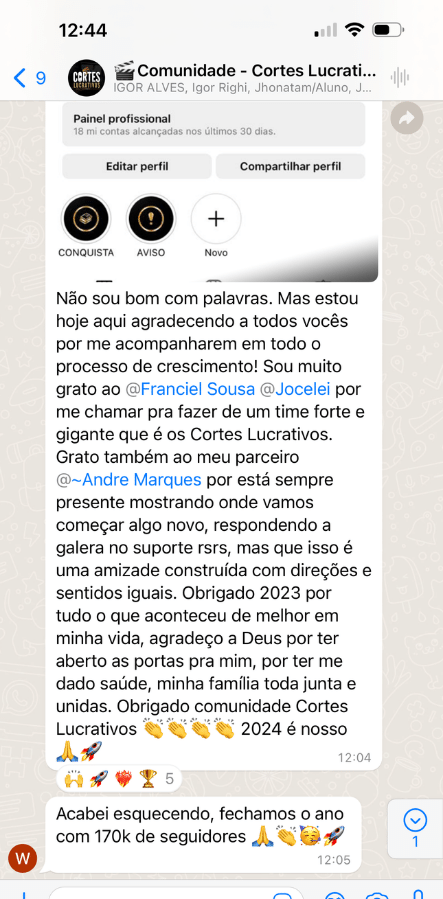 12:44
9
CORTES
LUCRATIVOS
🎬Comunidade - Cortes Lucrati...
IGOR ALVES, Igor Righi, Jhonatam/Aluno, J...
Painel profissional
18 mi contas alcançadas nos últimos 30 dias.
Editar perfil
Compartilhar perfil
CONQUISTA
AVISO
Novo
Não sou bom com palavras. Mas estou
hoje aqui agradecendo a todos vocês
por me acompanharem em todo o
processo de crescimento! Sou muito
grato ao @Franciel Sousa @Jocelei por
me chamar pra fazer de um time forte e
gigante que é os Cortes Lucrativos.
Grato também ao meu parceiro
@~Andre Marques por está sempre
presente mostrando onde vamos
começar algo novo, respondendo a
galera no suporte rsrs, mas que isso é
uma amizade construída com direções e
sentidos iguais. Obrigado 2023 por
tudo o que aconteceu de melhor em
minha vida, agradeço a Deus por ter
aberto as portas pra mim, por ter me
dado saúde, minha família toda junta e
unidas. Obrigado comunidade Cortes
Lucrativos 👏👏👏👏 2024 é nosso
🙏🚀
12:04
🙌 🚀 ❤️‍🔥 🏆 5
Acabei esquecendo, fechamos o ano
com 170k de seguidores 🙏👏🥳🚀
12:05
W
1